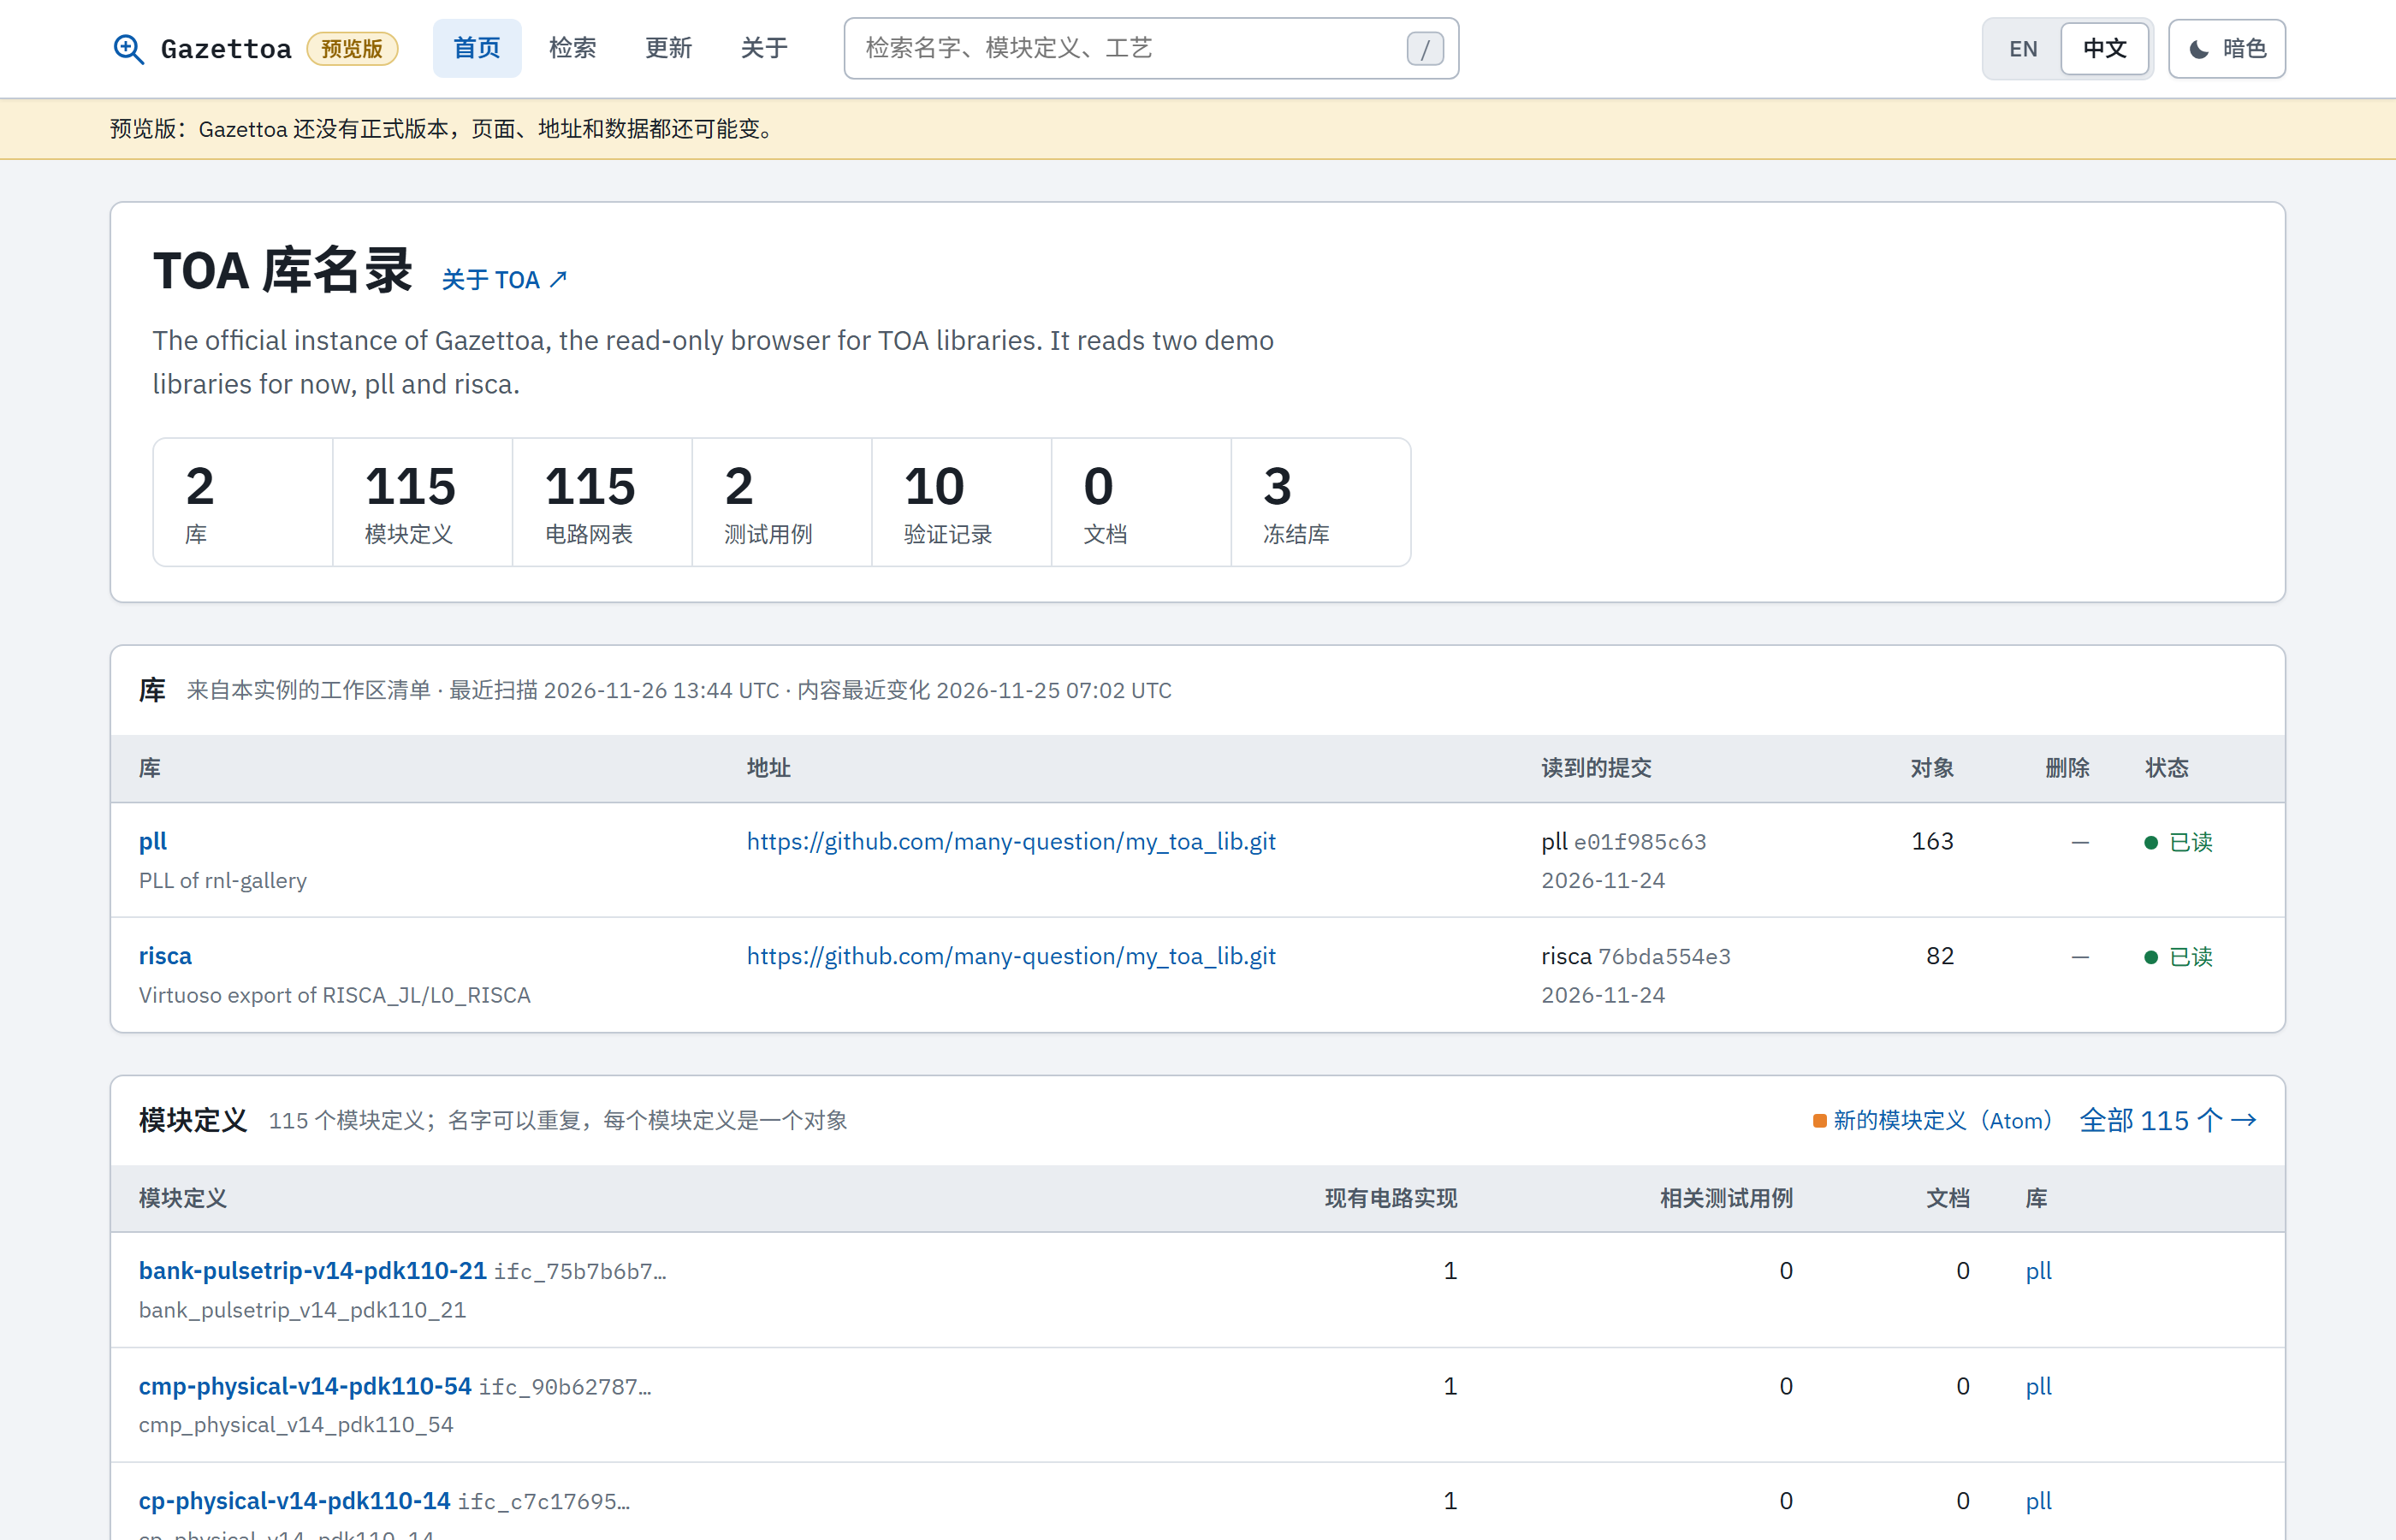 Gazettoa 预览版 首页 检索 更新 关于 检索名字、模块定义、工艺 / EN 中文 暗色
预览版：Gazettoa 还没有正式版本，页面、地址和数据都还可能变。
TOA 库名录 关于 TOA ↗
The official instance of Gazettoa, the read-only browser for TOA libraries. It reads two demo
libraries for now, pll and risca.
2 115 115 2 10 0 3
库 模块定义 电路网表 测试用例 验证记录 文档 冻结库
库 来自本实例的工作区清单 · 最近扫描 2026-11-26 13:44 UTC · 内容最近变化 2026-11-25 07:02 UTC
库 地址 读到的提交 对象 删除 状态
pll https://github.com/many-question/my_toa_lib.git pll e01f985c63 163 — 已读
PLL of rnl-gallery 2026-11-24
risca https://github.com/many-question/my_toa_lib.git risca 76bda554e3 82 — 已读
Virtuoso export of RISCA_JL/L0_RISCA 2026-11-24
模块定义 115 个模块定义；名字可以重复，每个模块定义是一个对象 新的模块定义（Atom） 全部 115 个 →
模块定义 现有电路实现 相关测试用例 文档 库
bank-pulsetrip-v14-pdk110-21 ifc_75b7b6b7… 1 0 0 pll
bank_pulsetrip_v14_pdk110_21
cmp-physical-v14-pdk110-54 ifc_90b62787… 1 0 0 pll
cmp_physical_v14_pdk110_54
cp-physical-v14-pdk110-14 ifc_c7c17695… 1 0 0 pll
cp_physical_v14_pdk110_14